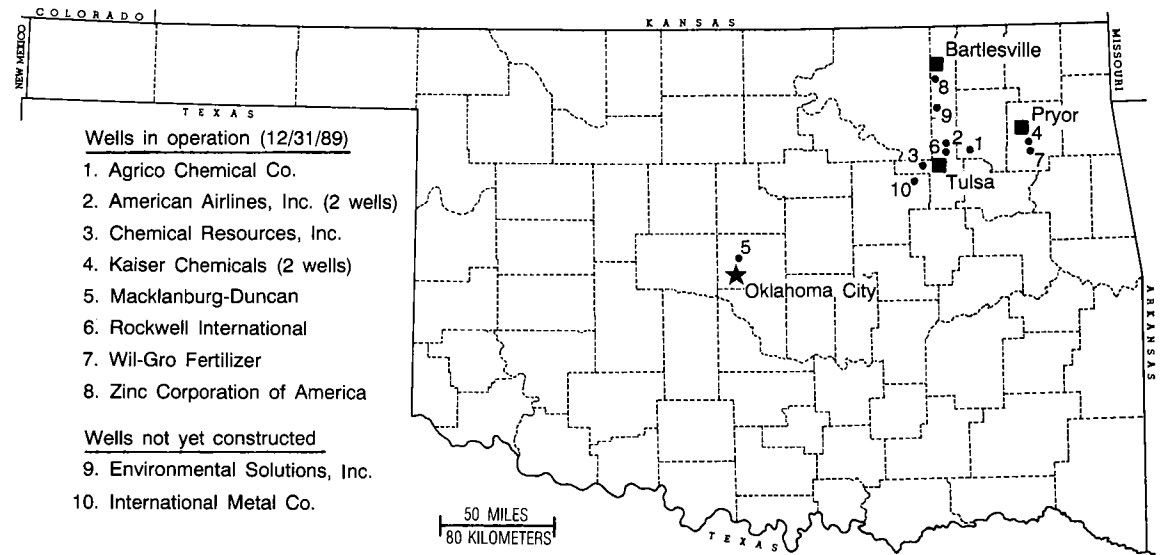 COLORADO
KANSAS
NEW MEXICO
MISSOURI
TEXAS
Bartlesville
8
9
Pryor
4
7
2
6
1
3
Tulsa
10
Wells in operation (12/31/89)
1. Agrico Chemical Co.
2. American Airlines, Inc. (2 wells)
3. Chemical Resources, Inc.
4. Kaiser Chemicals (2 wells)
5. Macklanburg-Duncan
6. Rockwell International
7. Wil-Gro Fertilizer
8. Zinc Corporation of America
Wells not yet constructed
9. Environmental Solutions, Inc.
10. International Metal Co.
5
Oklahoma City
ARKANSAS
50 MILES
80 KILOMETERS
TEXAS